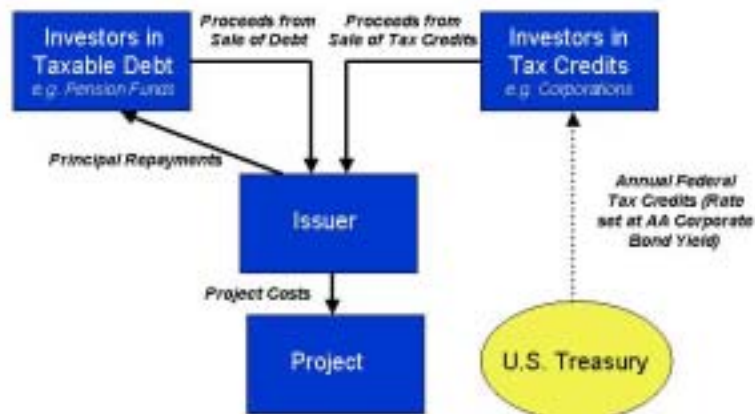 Investors in
Taxable Debt
e.g. Pension Funds
Proceeds from
Sale of Debt
Proceeds from
Sale of Tax Credits
Investors in
Tax Credits
e.g. Corporations
Principal Repayments
Annual Federal
Tax Credits (Rate
set at AA Corporate
Bond Yield)
Issuer
Project Costs
Project
U.S. Treasury